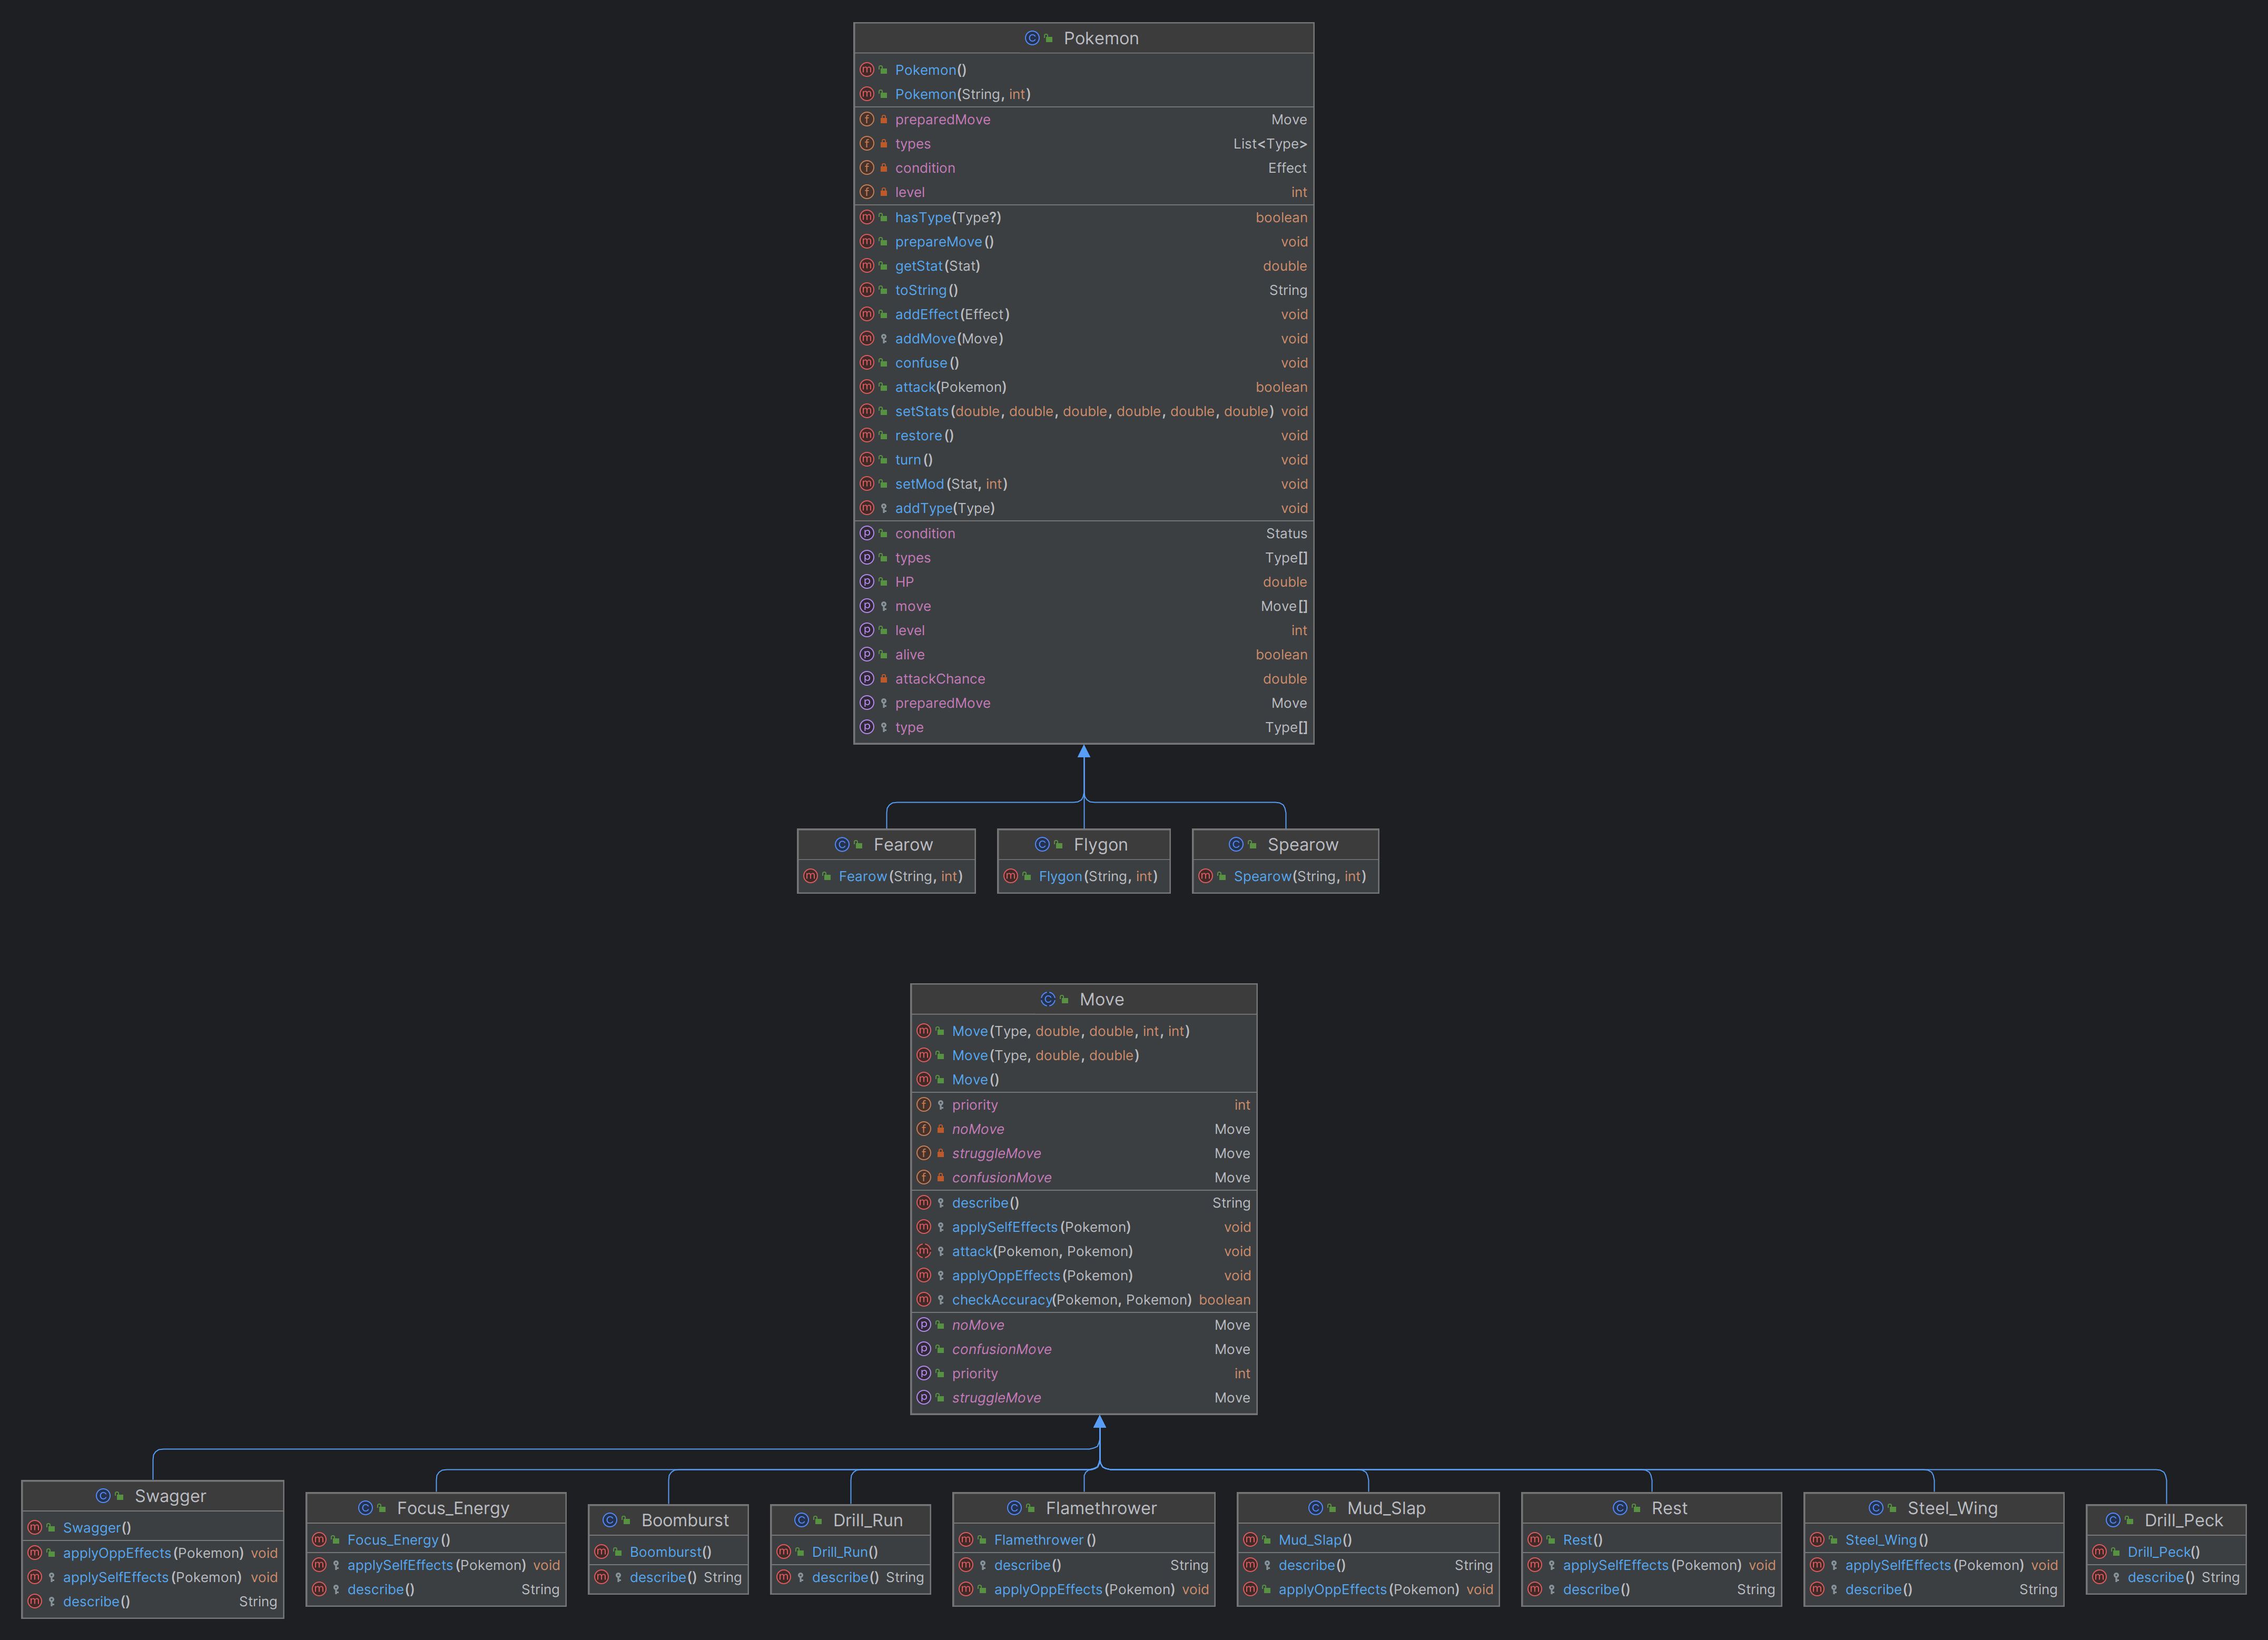 Pokemon
Pokemon()
Pokemon(String, int)
preparedMove Move
types List<Type>
condition Effect
level int
hasType(Type?) boolean
prepareMove() void
getStat(Stat) double
toString() String
addEffect(Effect) void
addMove(Move) void
confuse() void
attack(Pokemon) boolean
setStats(double, double, double, double, double, double) void
restore() void
turn() void
setMod(Stat, int) void
addType(Type) void
condition Status
types Type[]
HP double
move Move[]
level int
alive boolean
attackChance double
preparedMove Move
type Type[]
Fearow
Fearow(String, int)
Flygon
Flygon(String, int)
Spearow
Spearow(String, int)
Move
Move(Type, double, double, int, int)
Move(Type, double, double)
Move()
priority int
noMove Move
struggleMove Move
confusionMove Move
describe() String
applySelfEffects(Pokemon) void
attack(Pokemon, Pokemon) void
applyOppEffects(Pokemon) void
checkAccuracy(Pokemon, Pokemon) boolean
noMove Move
confusionMove Move
priority int
struggleMove Move
Swagger
Swagger()
applyOppEffects(Pokemon) void
applySelfEffects(Pokemon) void
describe() String
Focus_Energy
Focus_Energy()
applySelfEffects(Pokemon) void
describe() String
Boomburst
Boomburst()
describe() String
Drill_Run
Drill_Run()
describe() String
Flamethrower
Flamethrower()
describe() String
applyOppEffects(Pokemon) void
Mud_Slap
Mud_Slap()
describe() String
applyOppEffects(Pokemon) void
Rest
Rest()
applySelfEffects(Pokemon) void
describe() String
Steel_Wing
Steel_Wing()
applySelfEffects(Pokemon) void
describe() String
Drill_Peck
Drill_Peck()
describe() String